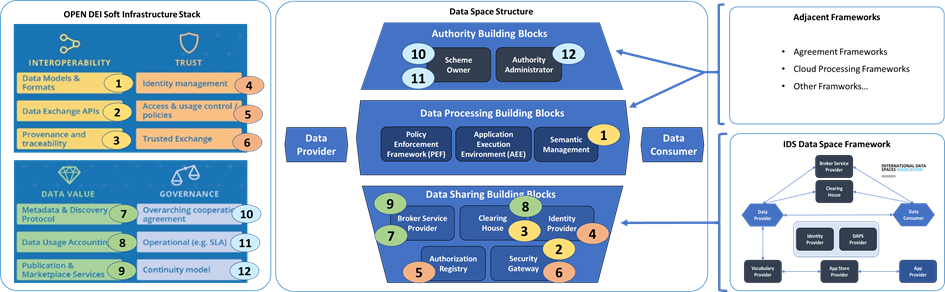 OPEN DEI Soft Infrastructure Stack
INTEROPERABILITY
TRUST
Data Models &
Formats
1
Identity management
4
Data Exchange APIs
2
Access & usage control /
policies
5
Provenance and
traceability
3
Trusted Exchange
6
DATA VALUE
GOVERNANCE
Metadata & Discovery
Protocol
7
Overarching cooperation
agreement
10
Data Usage Accounting
8
Operational (e.g. SLA)
11
Publication &
Marketplace Services
9
Continuity model
12
Data Space Structure
Authority Building Blocks
10
11
Scheme
Owner
Authority
Administrator
12
Data Processing Building Blocks
Policy
Enforcement
Framework (PEF)
Application
Execution
Environment (AEE)
Semantic
Management
1
Data
Provider
Data
Consumer
Data Sharing Building Blocks
9
7
Broker Service
Provider
8
Clearing
House
3
Identity
Provider
4
2
Authorization
Registry
5
Security
Gateway
6
Adjacent Frameworks
• Agreement Frameworks
• Cloud Processing Frameworks
• Other Framworks...
IDS Data Space Framework
Broker Service
Provider
INTERNATIONAL DATA
SPACES ASSOCIATION
Clearing
House
Data
Provider
Data
Consumer
Identity
Provider
DAPS
Provider
Vocabulary
Provider
App Store
Provider
App
Provider